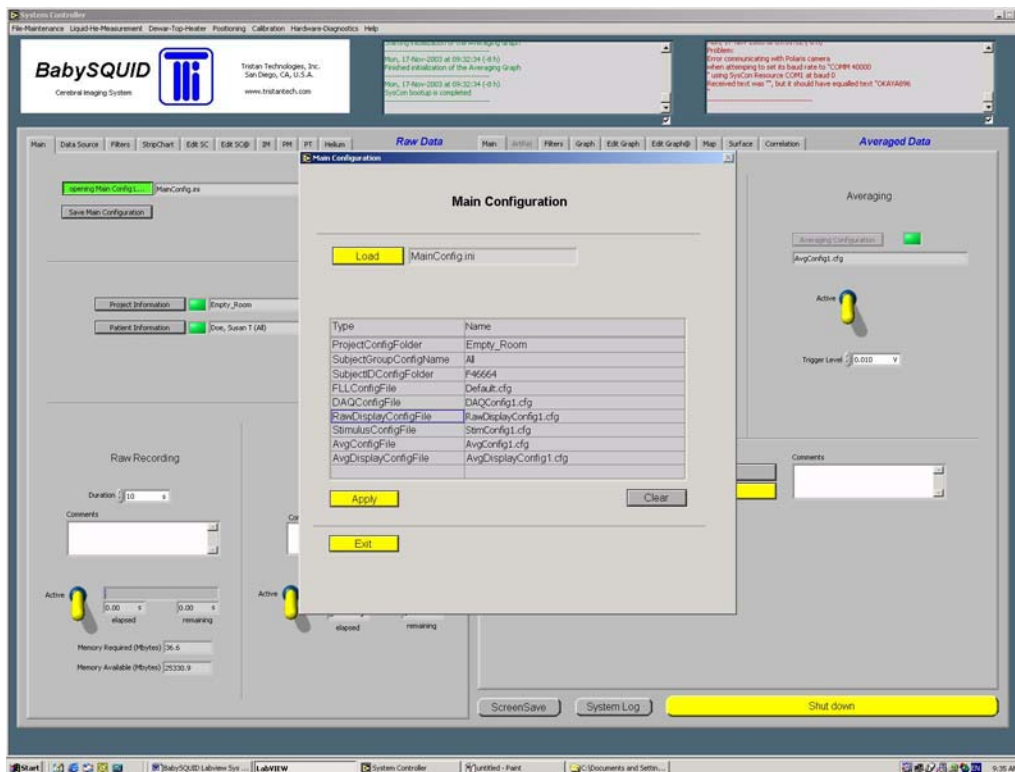 System Controller
File-Maintenance Liquid-He-Measurement Dewar-Top-Heater Positioning Calibration Hardware-Diagnostics Help
BabySQUID
Cerebral Imaging System
Tristan Technologies, Inc.
San Diego, CA, U.S.A.
www.tristantech.com
Mon, 17-Nov-2003 at 09:32:34 (-8 h)
Finished initialization of the Averaging Graph
Mon, 17-Nov-2003 at 09:32:34 (-8 h)
SysCon bootup is completed
Problem:
Error communicating with Polaris camera
when attempting to set its baud rate to "COMM 40000
" using SysCon Resource COM1 at baud 0
Received text was "", but it should have equalled text "OKAYA896
"
Main Data Source Filters StripChart Edit SC Edit SC@ IM PM PT Helium Raw Data
Main Filters Graph Edit Graph Edit Graph@ Map Surface Correlation Averaged Data
opening Main Config1... MainConfig.ini
Save Main Configuration
Project Information Empty_Room
Patient Information Doe, Susan T (All)
Raw Recording
Duration 10 s
Comments
Active
0.00 s 0.00 s
elapsed remaining
Memory Required (Mbytes) 36.6
Memory Available (Mbytes) 25330.9
Active
elapsed remaining
Main Configuration
Main Configuration
Load MainConfig.ini
Type Name
ProjectConfigFolder Empty_Room
SubjectGroupConfigName All
SubjectIDConfigFolder F46664
FLLConfigFile Default.cfg
DAQConfigFile DAQConfig1.cfg
RawDisplayConfigFile RawDisplayConfig1.cfg
StimulusConfigFile StimConfig1.cfg
AvgConfigFile AvgConfig1.cfg
AvgDisplayConfigFile AvgDisplayConfig1.cfg
Apply Clear
Exit
Averaging
Averaging Configuration
AvgConfig1.cfg
Active
Trigger Level 0.010 V
Comments
ScreenSave System Log Shut down
Start BabySQUID Labview Sys ... LabVIEW System Controller untitled - Paint C:\Documents and Settin... 9:35 AM